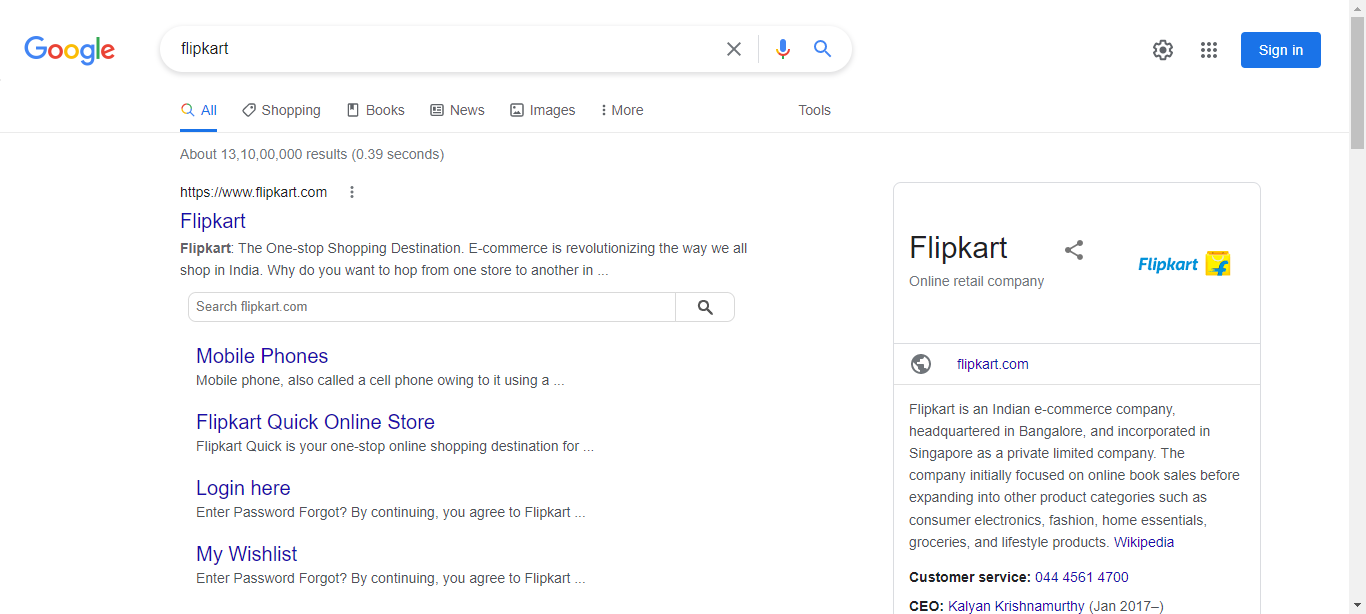 Google
flipkart
Sign in
All
Shopping
Books
News
Images
More
Tools
About 13,10,00,000 results (0.39 seconds)
https://www.flipkart.com
Flipkart
Flipkart: The One-stop Shopping Destination. E-commerce is revolutionizing the way we all
shop in India. Why do you want to hop from one store to another in ...
Search flipkart.com
Mobile Phones
Mobile phone, also called a cell phone owing to it using a ...
Flipkart Quick Online Store
Flipkart Quick is your one-stop online shopping destination for ...
Login here
Enter Password Forgot? By continuing, you agree to Flipkart ...
My Wishlist
Enter Password Forgot? By continuing, you agree to Flipkart ...
Flipkart
Online retail company
Flipkart
flipkart.com
Flipkart is an Indian e-commerce company,
headquartered in Bangalore, and incorporated in
Singapore as a private limited company. The
company initially focused on online book sales before
expanding into other product categories such as
consumer electronics, fashion, home essentials,
groceries, and lifestyle products. Wikipedia
Customer service: 044 4561 4700
CEO: Kalyan Krishnamurthy (Jan 2017–)